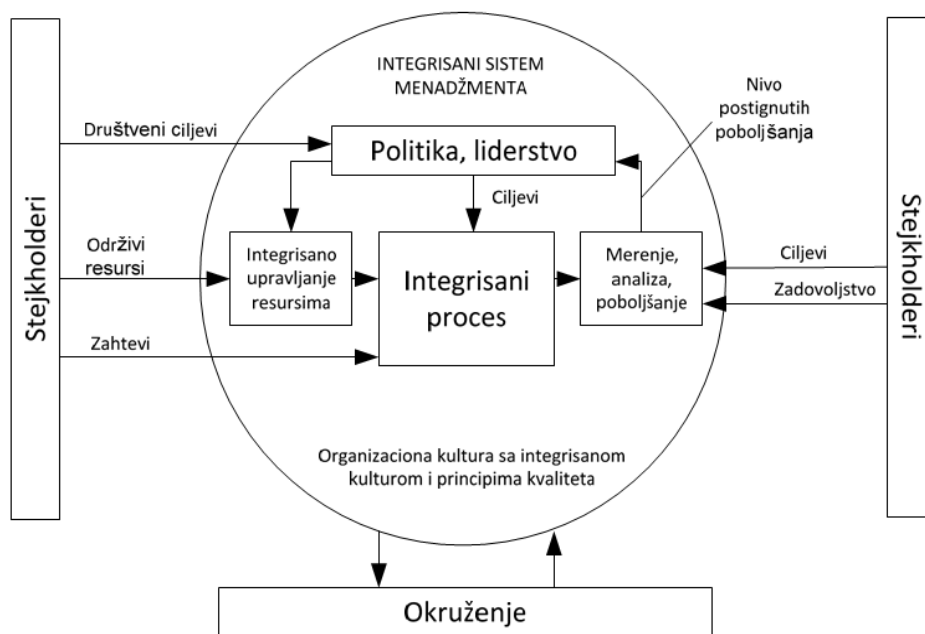 INTEGRISANI SISTEM
MENADŽMENTA
Nivo
postignutih
poboljšanja
Društveni ciljevi
Politika, liderstvo
Ciljevi
Stejkholderi
Održivi
resursi
Integrisano
upravljanje
resursima
Integrisani
proces
Merenje,
analiza,
poboljšanje
Ciljevi
Zadovoljstvo
Stejkholderi
Zahtevi
Organizaciona kultura sa integrisanom
kulturom i principima kvaliteta
Okruženje